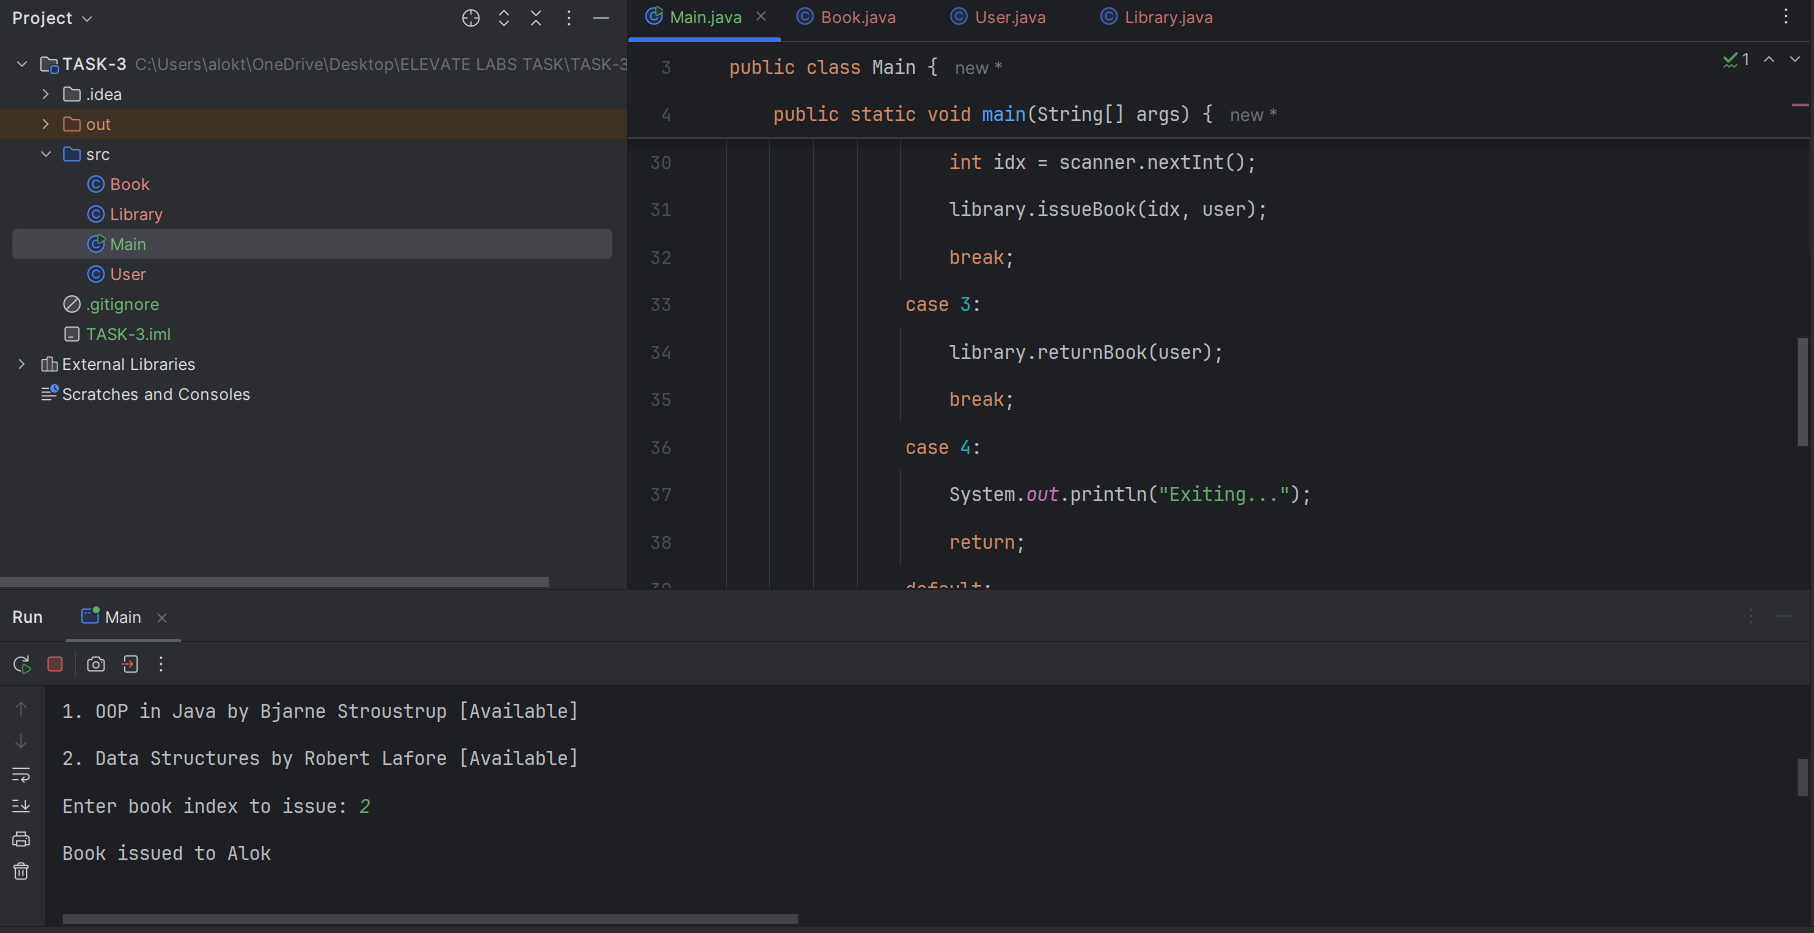 Project
TASK-3 C:\Users\alokt\OneDrive\Desktop\ELEVATE LABS TASK\TASK-3
.idea
out
src
Book
Library
Main
User
.gitignore
TASK-3.iml
External Libraries
Scratches and Consoles
Main.java Book.java User.java Library.java
1
3 public class Main { new *
4 public static void main(String[] args) { new *
30 int idx = scanner.nextInt();
31 library.issueBook(idx, user);
32 break;
33 case 3:
34 library.returnBook(user);
35 break;
36 case 4:
37 System.out.println("Exiting...");
38 return;
39 default:
Run Main
1. OOP in Java by Bjarne Stroustrup [Available]
2. Data Structures by Robert Lafore [Available]
Enter book index to issue: 2
Book issued to Alok